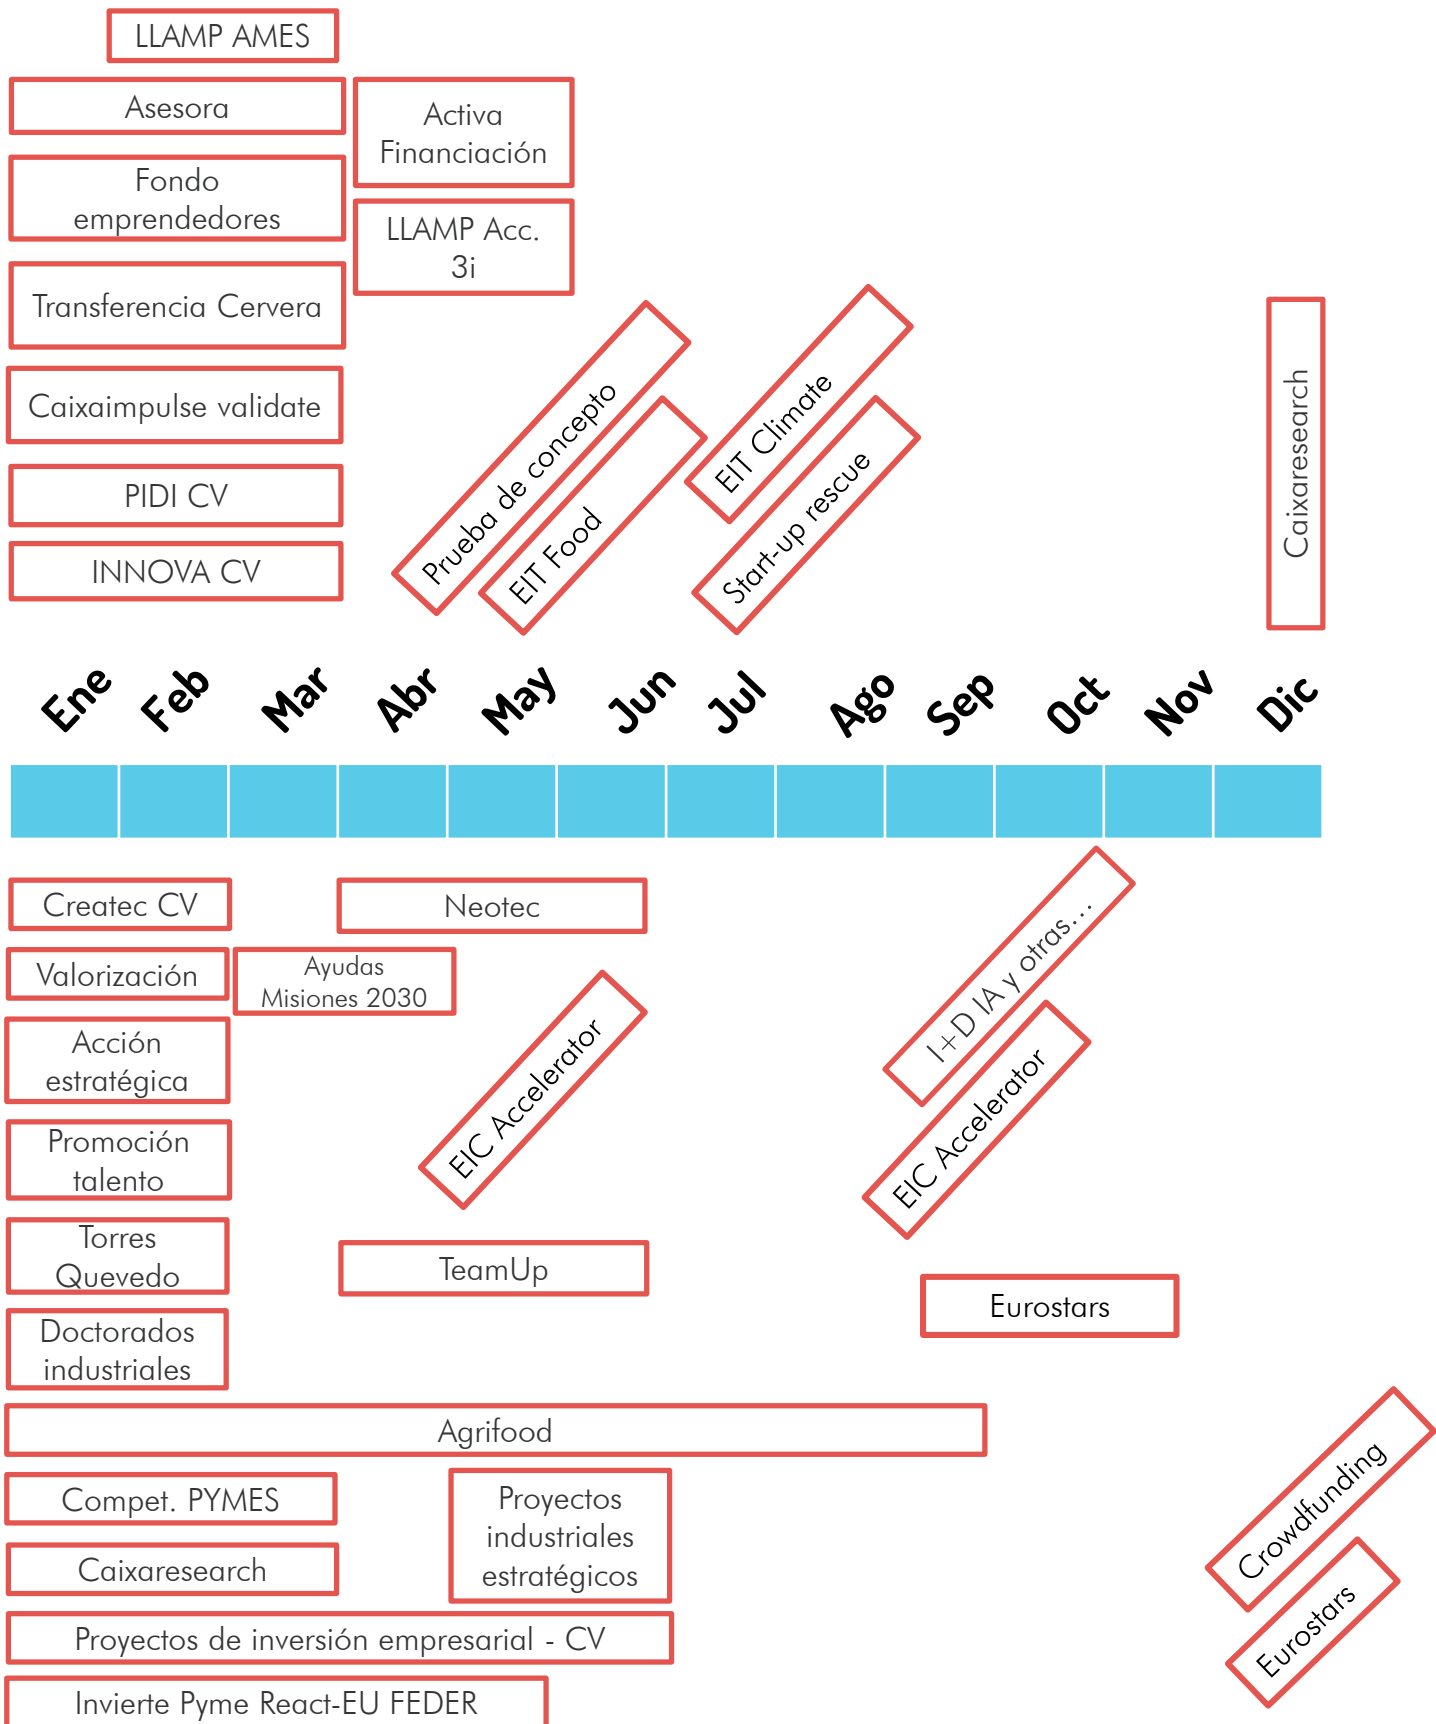 LLAMP AMES
Asesora
Activa
Financiación
Fondo
emprendedores
LLAMP Acc.
3i
Transferencia Cervera
Caixaimpulse validate
PIDI CV
INNOVA CV
Prueba de concepto
EIT Food
EIT Climate
Start-up rescue
Caixaresearch
Ene
Feb
Mar
Abr
May
Jun
Jul
Ago
Sep
Oct
Nov
Dic
Createc CV
Neotec
Valorización
Ayudas
Misiones 2030
Acción
estratégica
EIC Accelerator
I+D IA y otras...
EIC Accelerator
Promoción
talento
Torres
Quevedo
TeamUp
Eurostars
Doctorados
industriales
Agrifood
Compet. PYMES
Proyectos
industriales
estratégicos
Caixaresearch
Crowdfunding
Eurostars
Proyectos de inversión empresarial - CV
Invierte Pyme React-EU FEDER